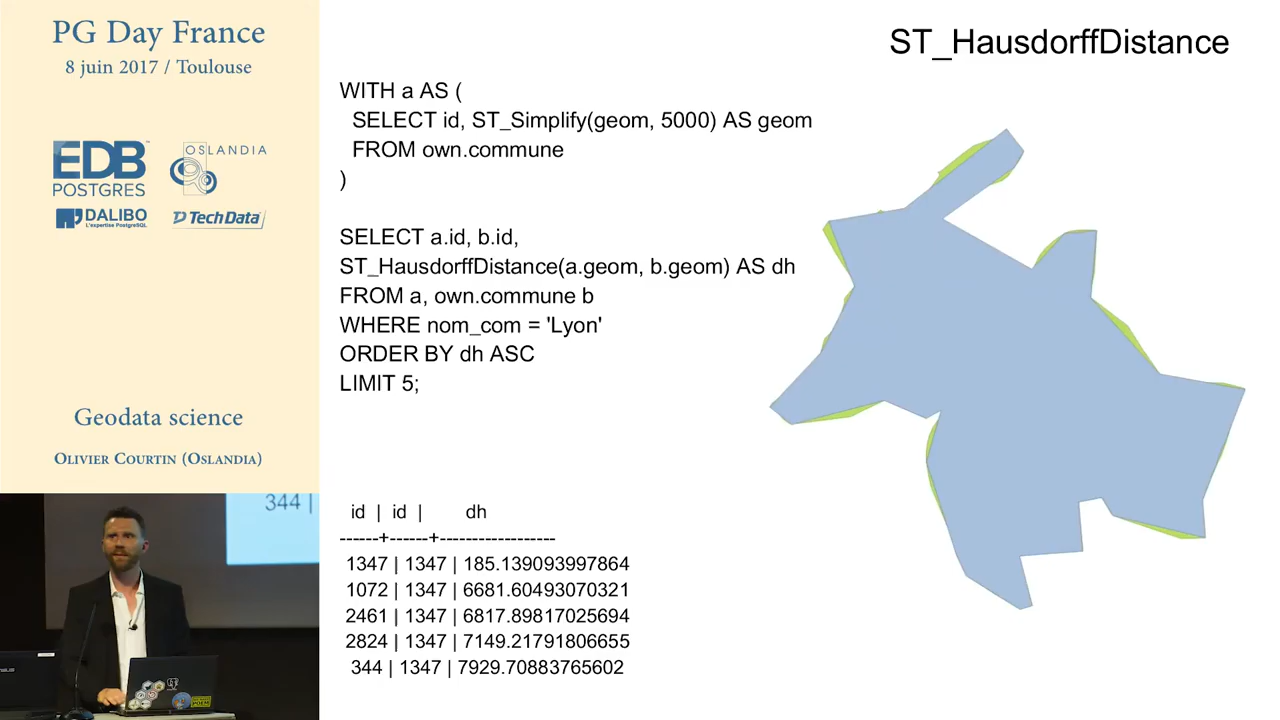 PG Day France
8 juin 2017 / Toulouse
EDB
POSTGRES
OSLANDIA
DALIBO
L'expertise PostgreSQL
Tech Data
Geodata science
Olivier Courtin (Oslandia)
344 |
ST_HausdorffDistance
WITH a AS (
SELECT id, ST_Simplify(geom, 5000) AS geom
FROM own.commune
)
SELECT a.id, b.id,
ST_HausdorffDistance(a.geom, b.geom) AS dh
FROM a, own.commune b
WHERE nom_com = 'Lyon'
ORDER BY dh ASC
LIMIT 5;
id | id | dh
------+------+------------------
1347 | 1347 | 185.139093997864
1072 | 1347 | 6681.60493070321
2461 | 1347 | 6817.89817025694
2824 | 1347 | 7149.21791806655
344 | 1347 | 7929.70883765602